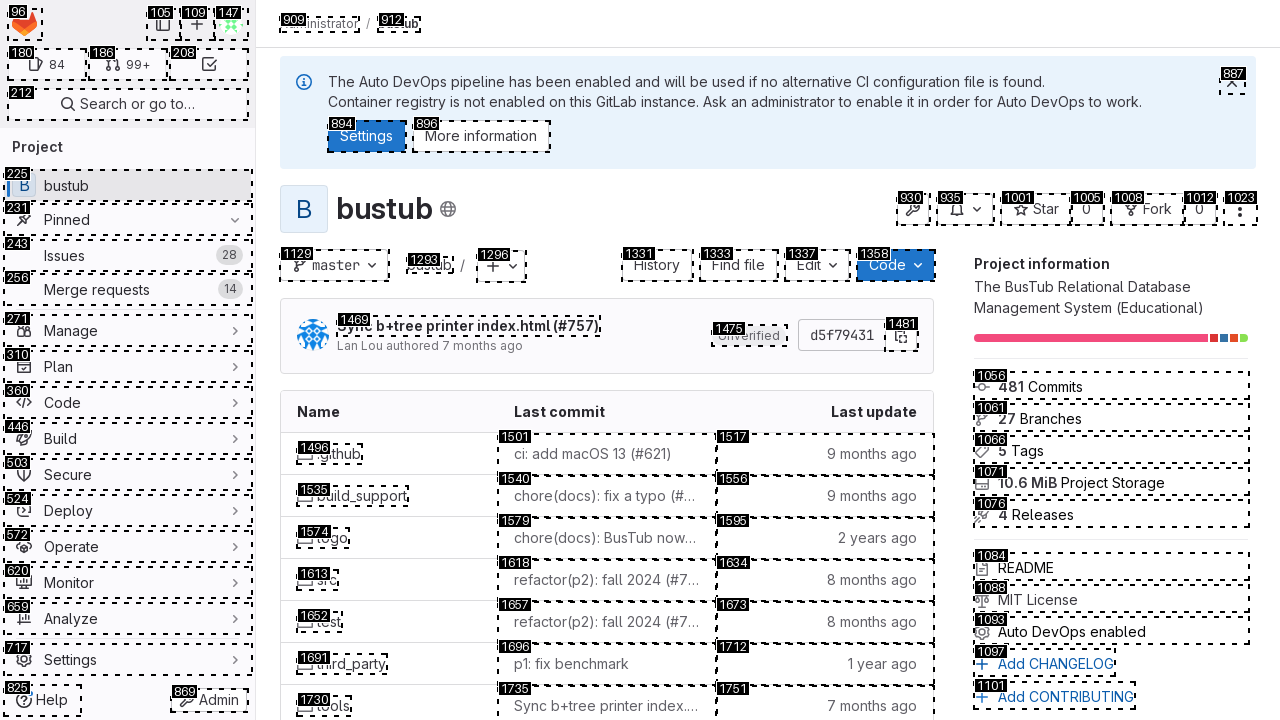 96
105
109
147
909
Administrator
/
912
bustub
180
84
186
99+
208
212
Search or go to…
Project
225
B
bustub
231
Pinned
243
Issues
28
256
Merge requests
14
271
Manage
310
Plan
360
Code
446
Build
503
Secure
524
Deploy
572
Operate
620
Monitor
659
Analyze
717
Settings
825
Help
869
Admin
The Auto DevOps pipeline has been enabled and will be used if no alternative CI configuration file is found.
887
Container registry is not enabled on this GitLab instance. Ask an administrator to enable it in order for Auto DevOps to work.
894
Settings
896
More information
B
bustub
930
935
1001
Star
1005
0
1008
Fork
1012
0
1023
1129
master
1293
bustub
/
1296
1331
History
1333
Find file
1337
Edit
1358
Code
1469
Sync b+tree printer index.html (#757)
Lan Lou authored 7 months ago
1475
Unverified
d5f79431
1481
Name
Last commit
Last update
1496
.github
1501
ci: add macOS 13 (#621)
1517
9 months ago
1535
build_support
1540
chore(docs): fix a typo (#…
1556
9 months ago
1574
logo
1579
chore(docs): BusTub now…
1595
2 years ago
1613
src
1618
refactor(p2): fall 2024 (#7…
1634
8 months ago
1652
test
1657
refactor(p2): fall 2024 (#7…
1673
8 months ago
1691
third_party
1696
p1: fix benchmark
1712
1 year ago
1730
tools
1735
Sync b+tree printer index.…
1751
7 months ago
Project information
The BusTub Relational Database
Management System (Educational)
1056
481 Commits
1061
27 Branches
1066
5 Tags
1071
10.6 MiB Project Storage
1076
4 Releases
1084
README
1088
MIT License
1093
Auto DevOps enabled
1097
Add CHANGELOG
1101
Add CONTRIBUTING